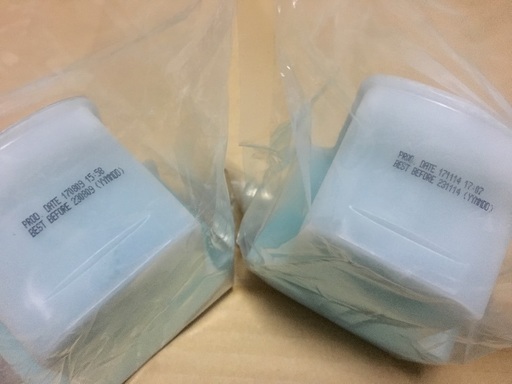 PROD DATE 170809 15:58
BEST BEFORE 230809 (YYMMDD)
PROD DATE 171114 17:02
BEST BEFORE 231114 (YYMMDD)